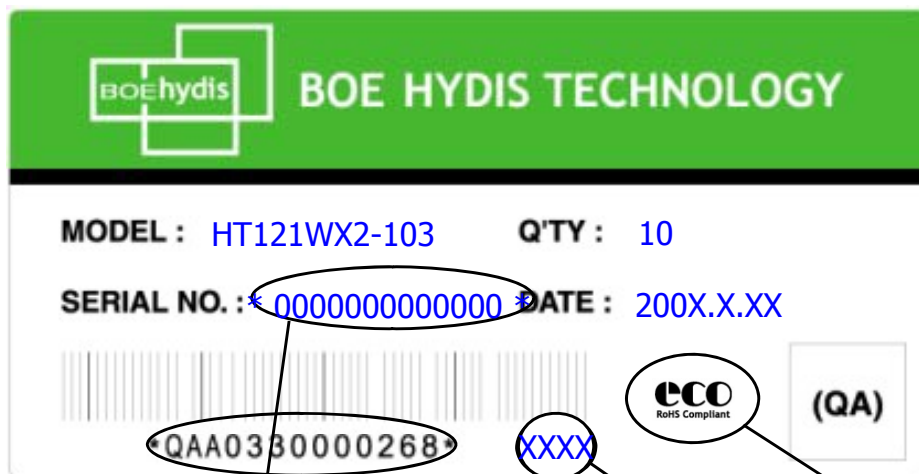 BOEhydis BOE HYDIS TECHNOLOGY
MODEL : HT121WX2-103 Q'TY : 10
SERIAL NO. : * 0000000000000 * DATE : 200X.X.XX
eco
RoHS Compliant
(QA)
*QAA0330000268* XXXX